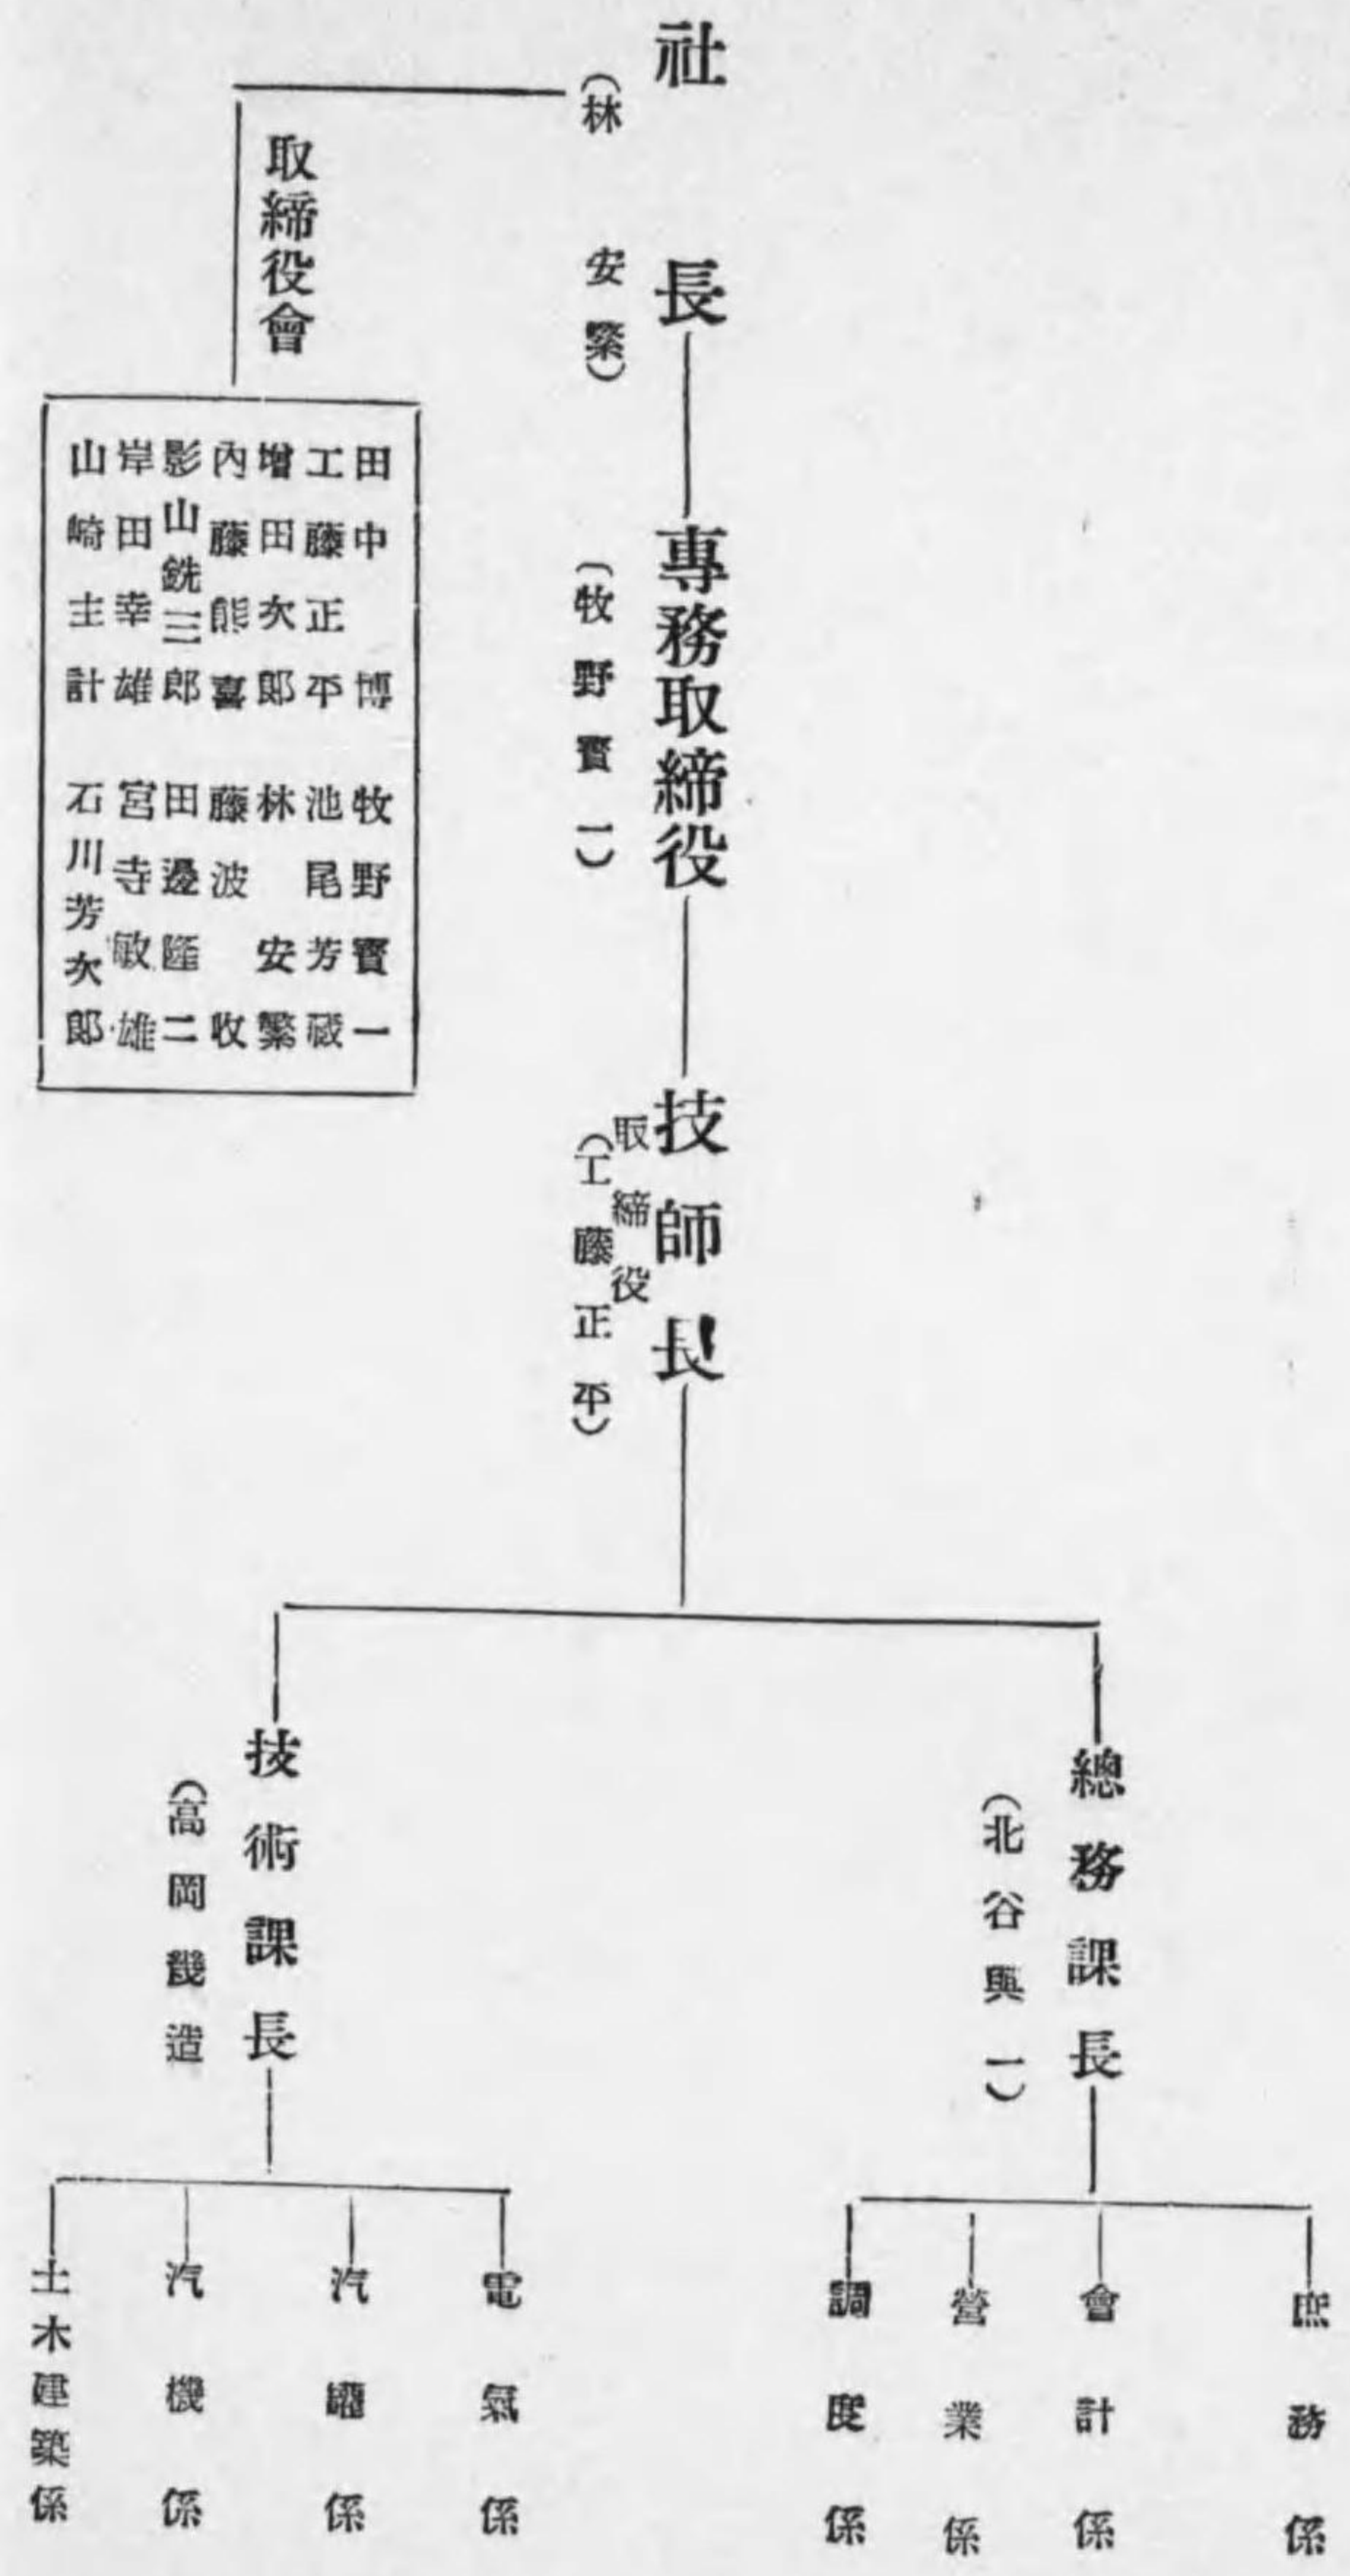 社長
(林安繁)
取締役會
田中博 牧野寶一
工藤正平 池尾芳藏
增田次郎 林安繁
內藤熊喜 藤波收
影山銑三郎 田邊隆二
岸田幸雄 宮寺敏雄
山崎主計 石川芳次郎
專務取締役
(牧野寶一)
技師長
取締役
(工藤正平)
總務課長
(北谷興一)
庶務係
會計係
營業係
調度係
技術課長
(高岡幾造
電氣係
汽罐係
汽機係
土木建築係